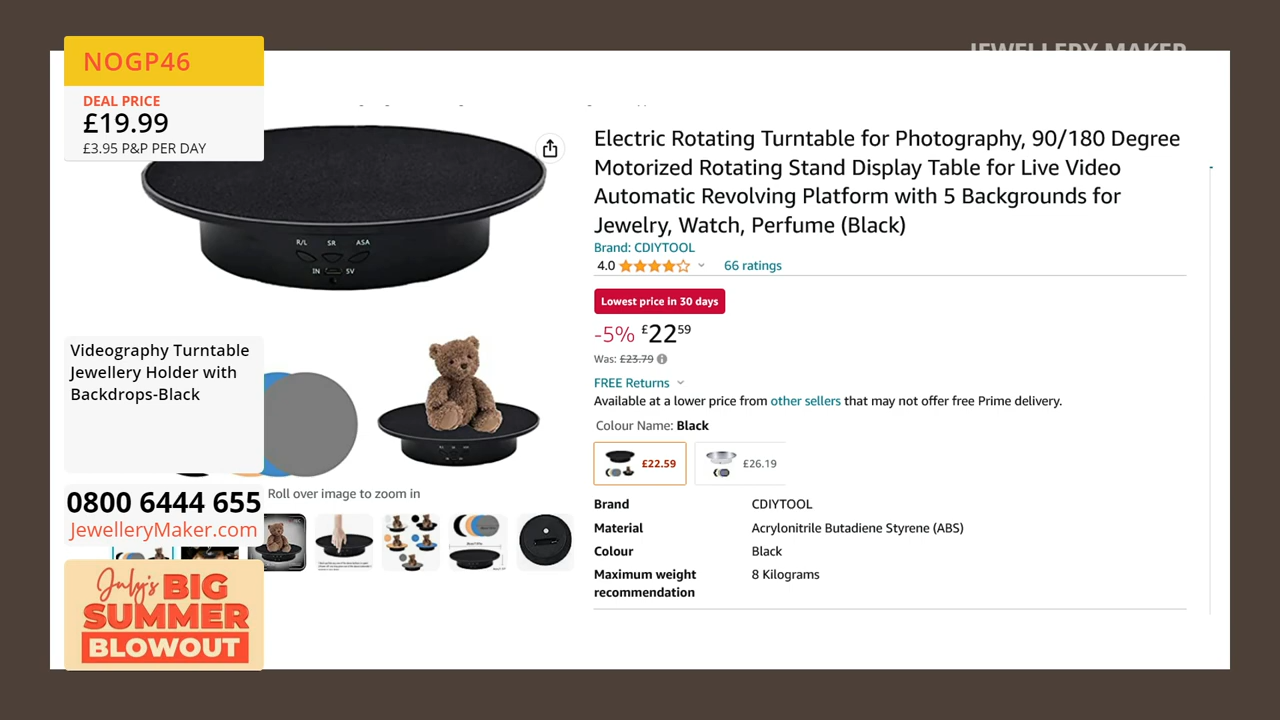 JEWELLERY MAKER
NOGP46
DEAL PRICE
£19.99
£3.95 P&P PER DAY
R/L SR ASA
IN 5V
Electric Rotating Turntable for Photography, 90/180 Degree
Motorized Rotating Stand Display Table for Live Video
Automatic Revolving Platform with 5 Backgrounds for
Jewelry, Watch, Perfume (Black)
Brand: CDIYTOOL
4.0 66 ratings
Lowest price in 30 days
-5% £22 59
Was: £23.79
FREE Returns
Available at a lower price from other sellers that may not offer free Prime delivery.
Colour Name: Black
£22.59 £26.19
Brand CDIYTOOL
Material Acrylonitrile Butadiene Styrene (ABS)
Colour Black
Maximum weight 8 Kilograms
recommendation
Videography Turntable
Jewellery Holder with
Backdrops-Black
0800 6444 655
JewelleryMaker.com
Roll over image to zoom in
July's BIG
SUMMER
BLOWOUT